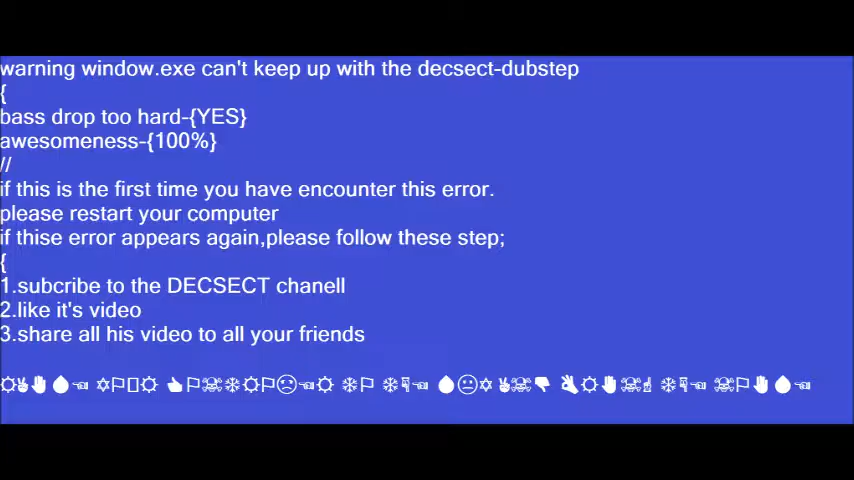 warning window.exe can't keep up with the decsect-dubstep
{
bass drop too hard-{YES}
awesomeness-{100%}
//
if this is the first time you have encounter this error.
please restart your computer
if thise error appears again,please follow these step;
{
1.subcribe to the DECSECT chanell
2.like it's video
3.share all his video to all your friends
☼✌✋💧☜ ✡⚐🕆☼ 👍⚐☠❄☼⚐☹☜☼ ❄⚐ ❄☟☜ 💧😐✡ ✌☠👎 👌☼✋☠☝ ❄☟☜ ☠⚐✋💧☜